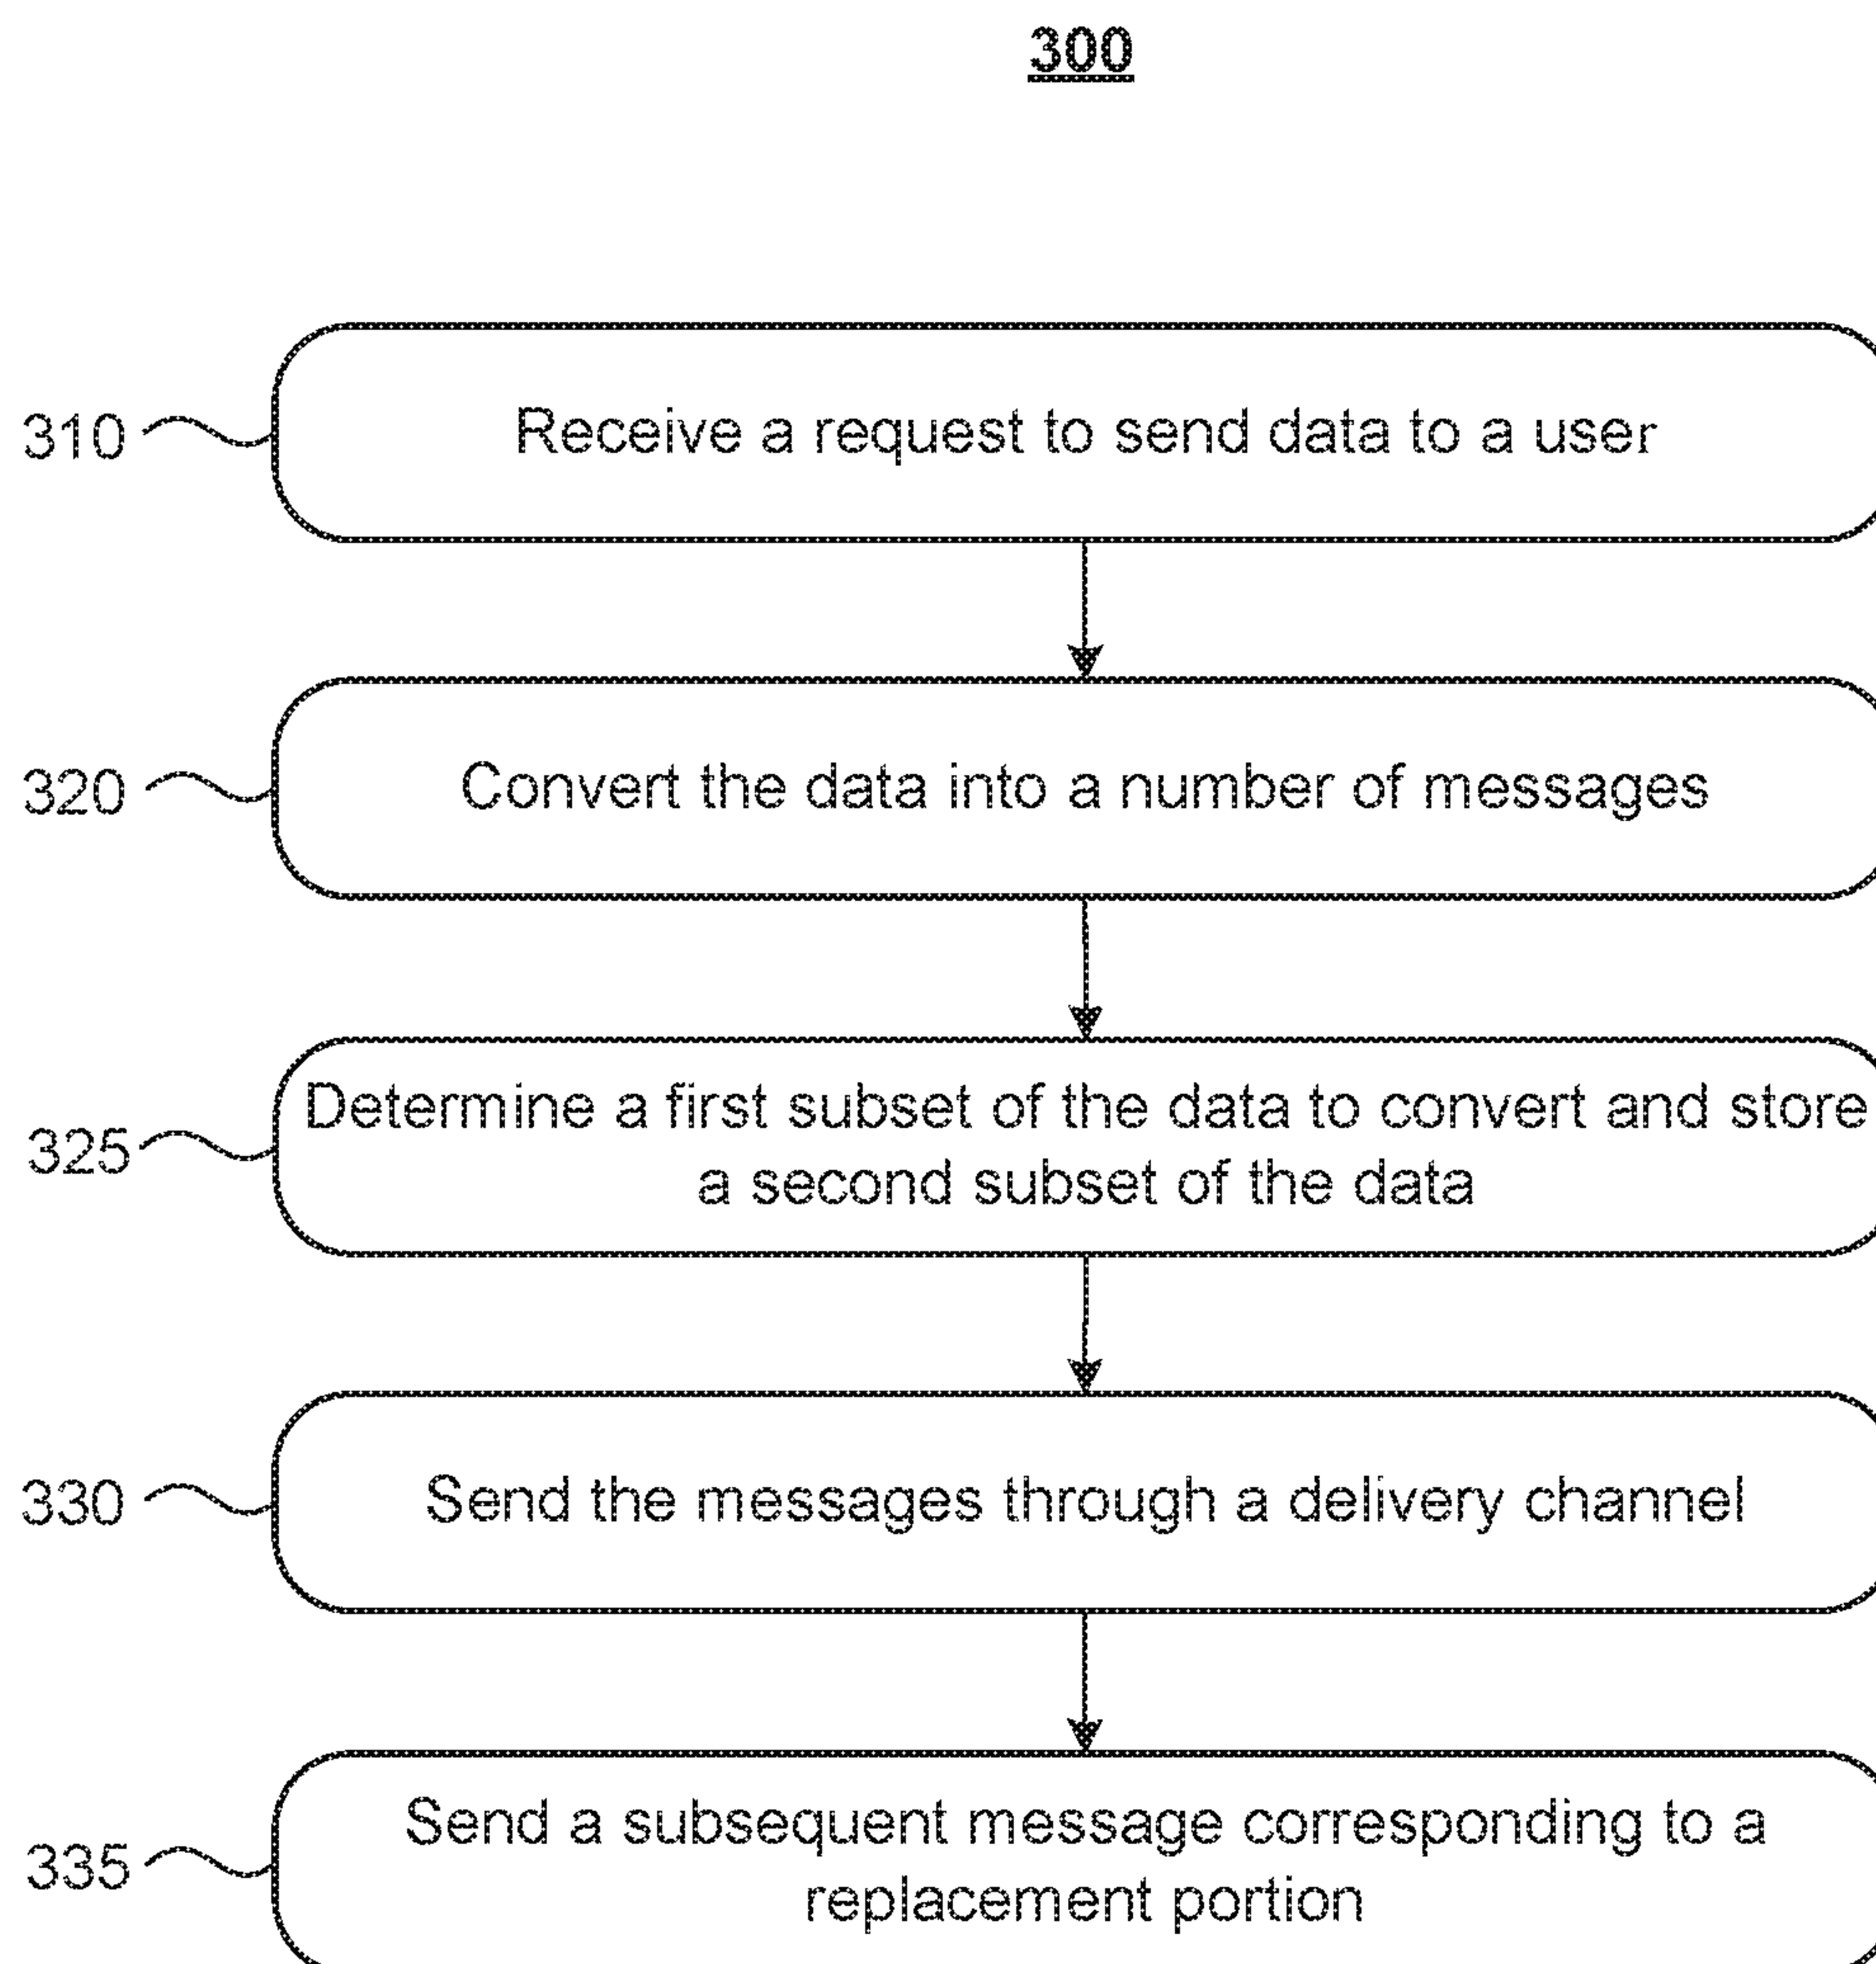 300
310 Receive a request to send data to a user
320 Convert the data into a number of messages
Determine a first subset of the data to convert and store
325
a second subset of the data
330 Send the messages through a delivery channel
Send a subsequent message corresponding to a
335
replacement portion